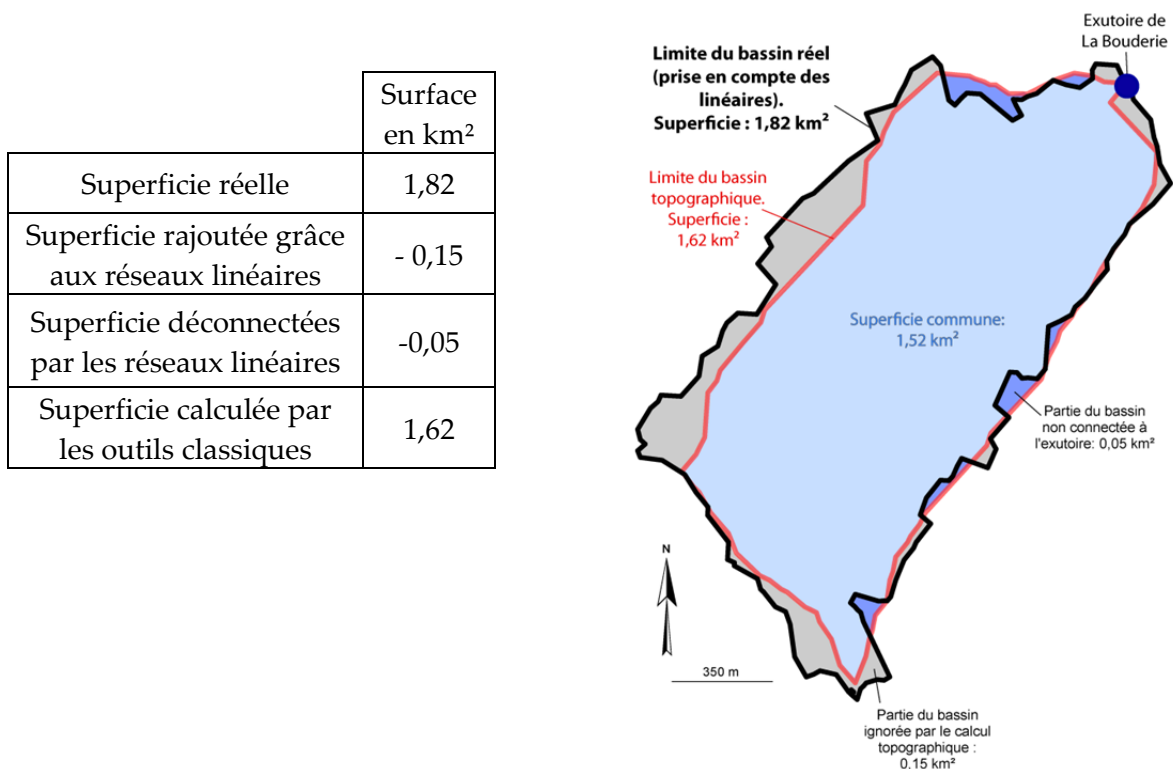 Surface
en km²
Superficie réelle
1,82
Superficie rajoutée grâce
aux réseaux linéaires
- 0,15
Superficie déconnectées
par les réseaux linéaires
-0,05
Superficie calculée par
les outils classiques
1,62
Exutoire de
La Bouderie
Limite du bassin réel
(prise en compte des
linéaires).
Superficie : 1,82 km²
Limite du bassin
topographique.
Superficie :
1,62 km²
Superficie commune:
1,52 km²
Partie du bassin
non connectée à
l'exutoire: 0,05 km²
N
350 m
Partie du bassin
ignorée par le calcul
topographique :
0,15 km²